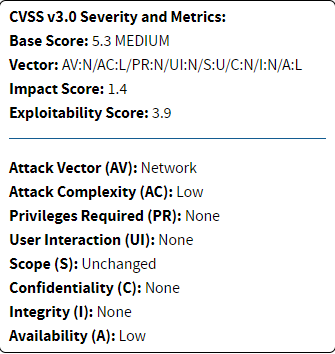 CVSS v3.0 Severity and Metrics:
Base Score: 5.3 MEDIUM
Vector: AV:N/AC:L/PR:N/UI:N/S:U/C:N/I:N/A:L
Impact Score: 1.4
Exploitability Score: 3.9
Attack Vector (AV): Network
Attack Complexity (AC): Low
Privileges Required (PR): None
User Interaction (UI): None
Scope (S): Unchanged
Confidentiality (C): None
Integrity (I): None
Availability (A): Low